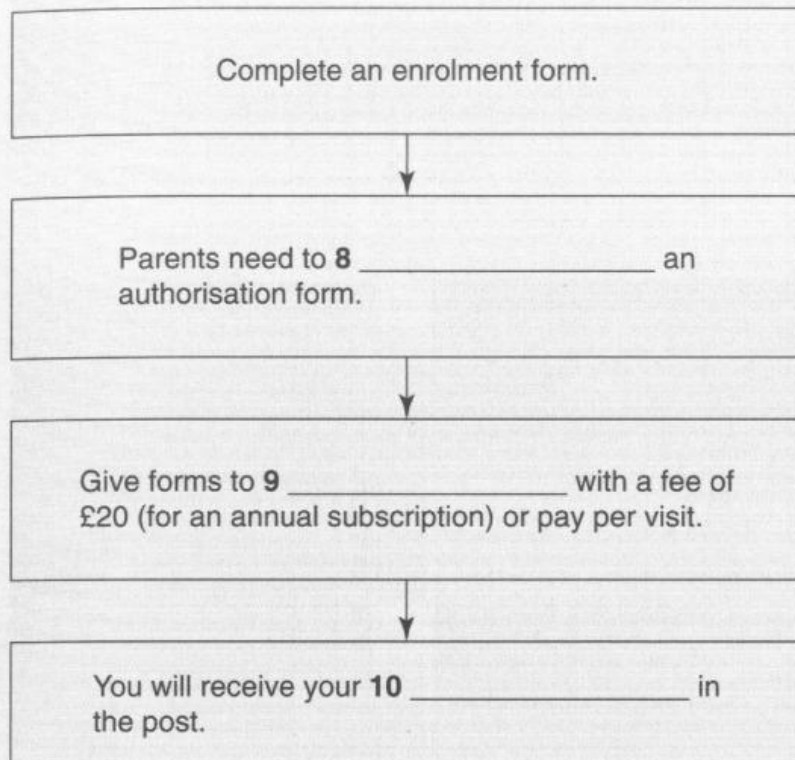 Complete an enrolment form.
Parents need to 8 ____________________ an
authorisation form.
Give forms to 9 ____________________ with a fee of
£20 (for an annual subscription) or pay per visit.
You will receive your 10 ____________________ in
the post.